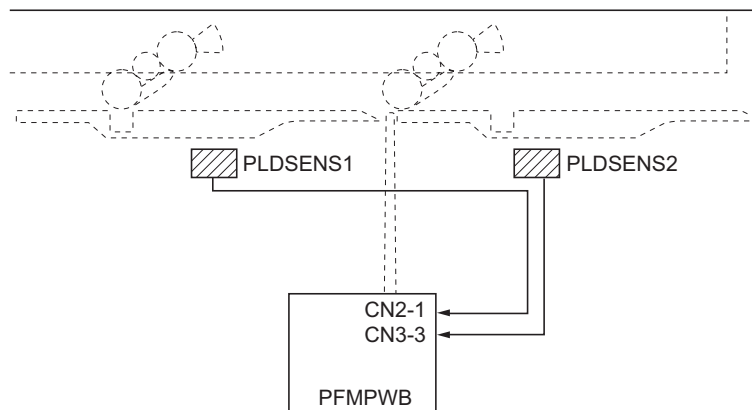 PLDSENS1
PLDSENS2
CN2-1
CN3-3
PFMPWB